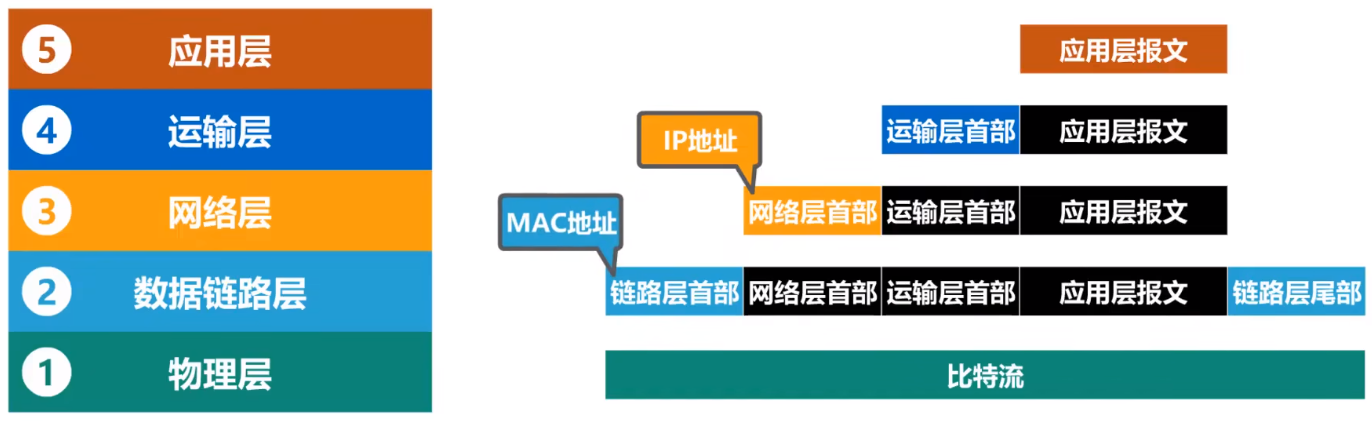 5 应用层 应用层报文
4 运输层 运输层首部 应用层报文
IP地址
3 网络层 网络层首部 运输层首部 应用层报文
MAC地址
2 数据链路层 链路层首部 网络层首部 运输层首部 应用层报文 链路层尾部
1 物理层 比特流